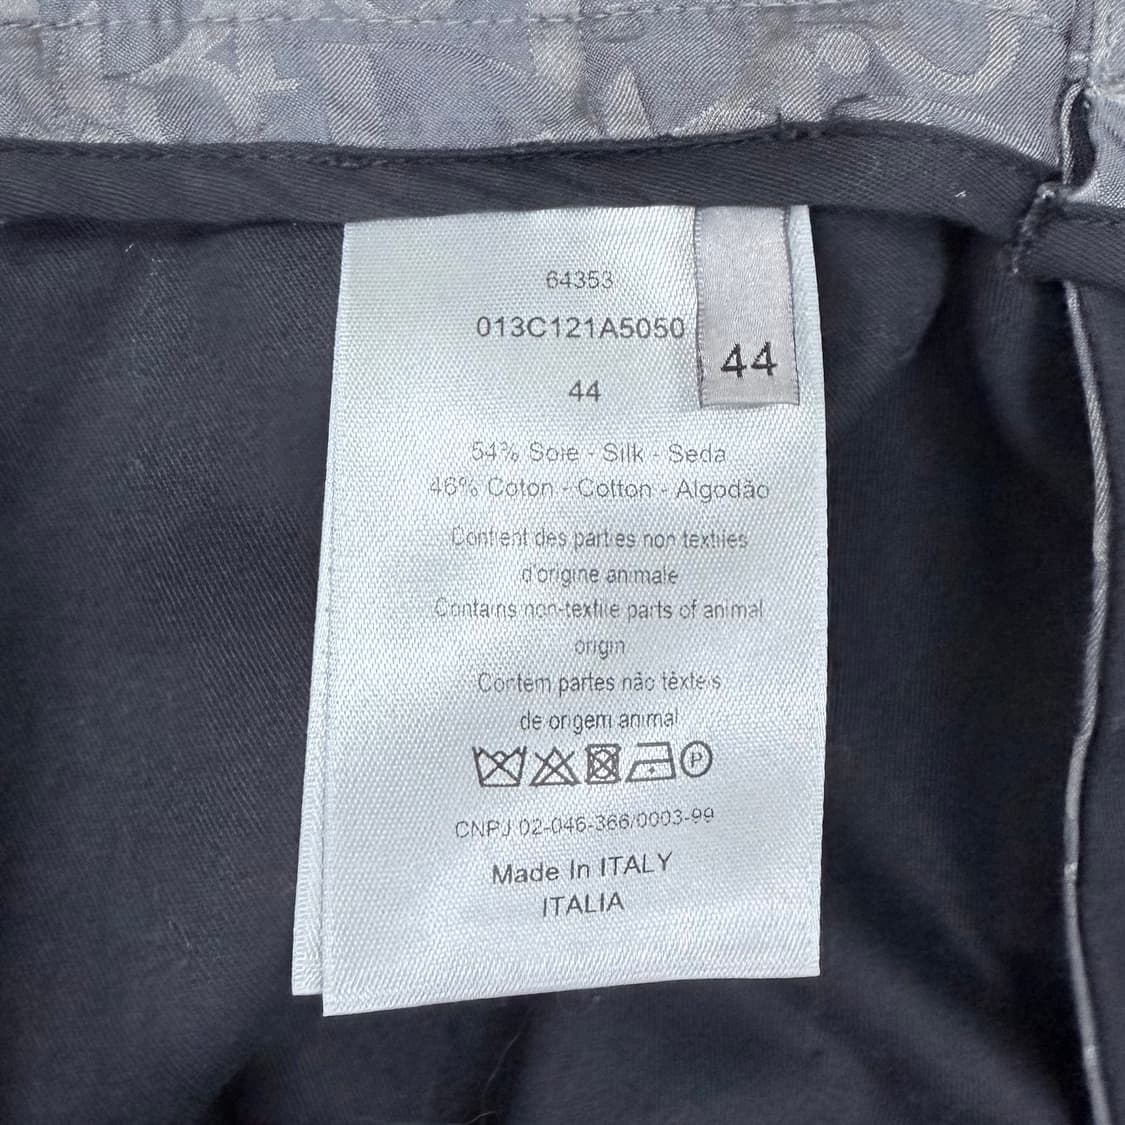 64353
013C121A5050
44
44
54% Soie - Silk - Seda
46% Coton - Cotton - Algodão
Contient des parties non textiles
d'origine animale
Contains non-textile parts of animal
origin
Contém partes não têxteis
de origem animal
P
CNPJ 02-046-366/0003-99
Made In ITALY
ITALIA